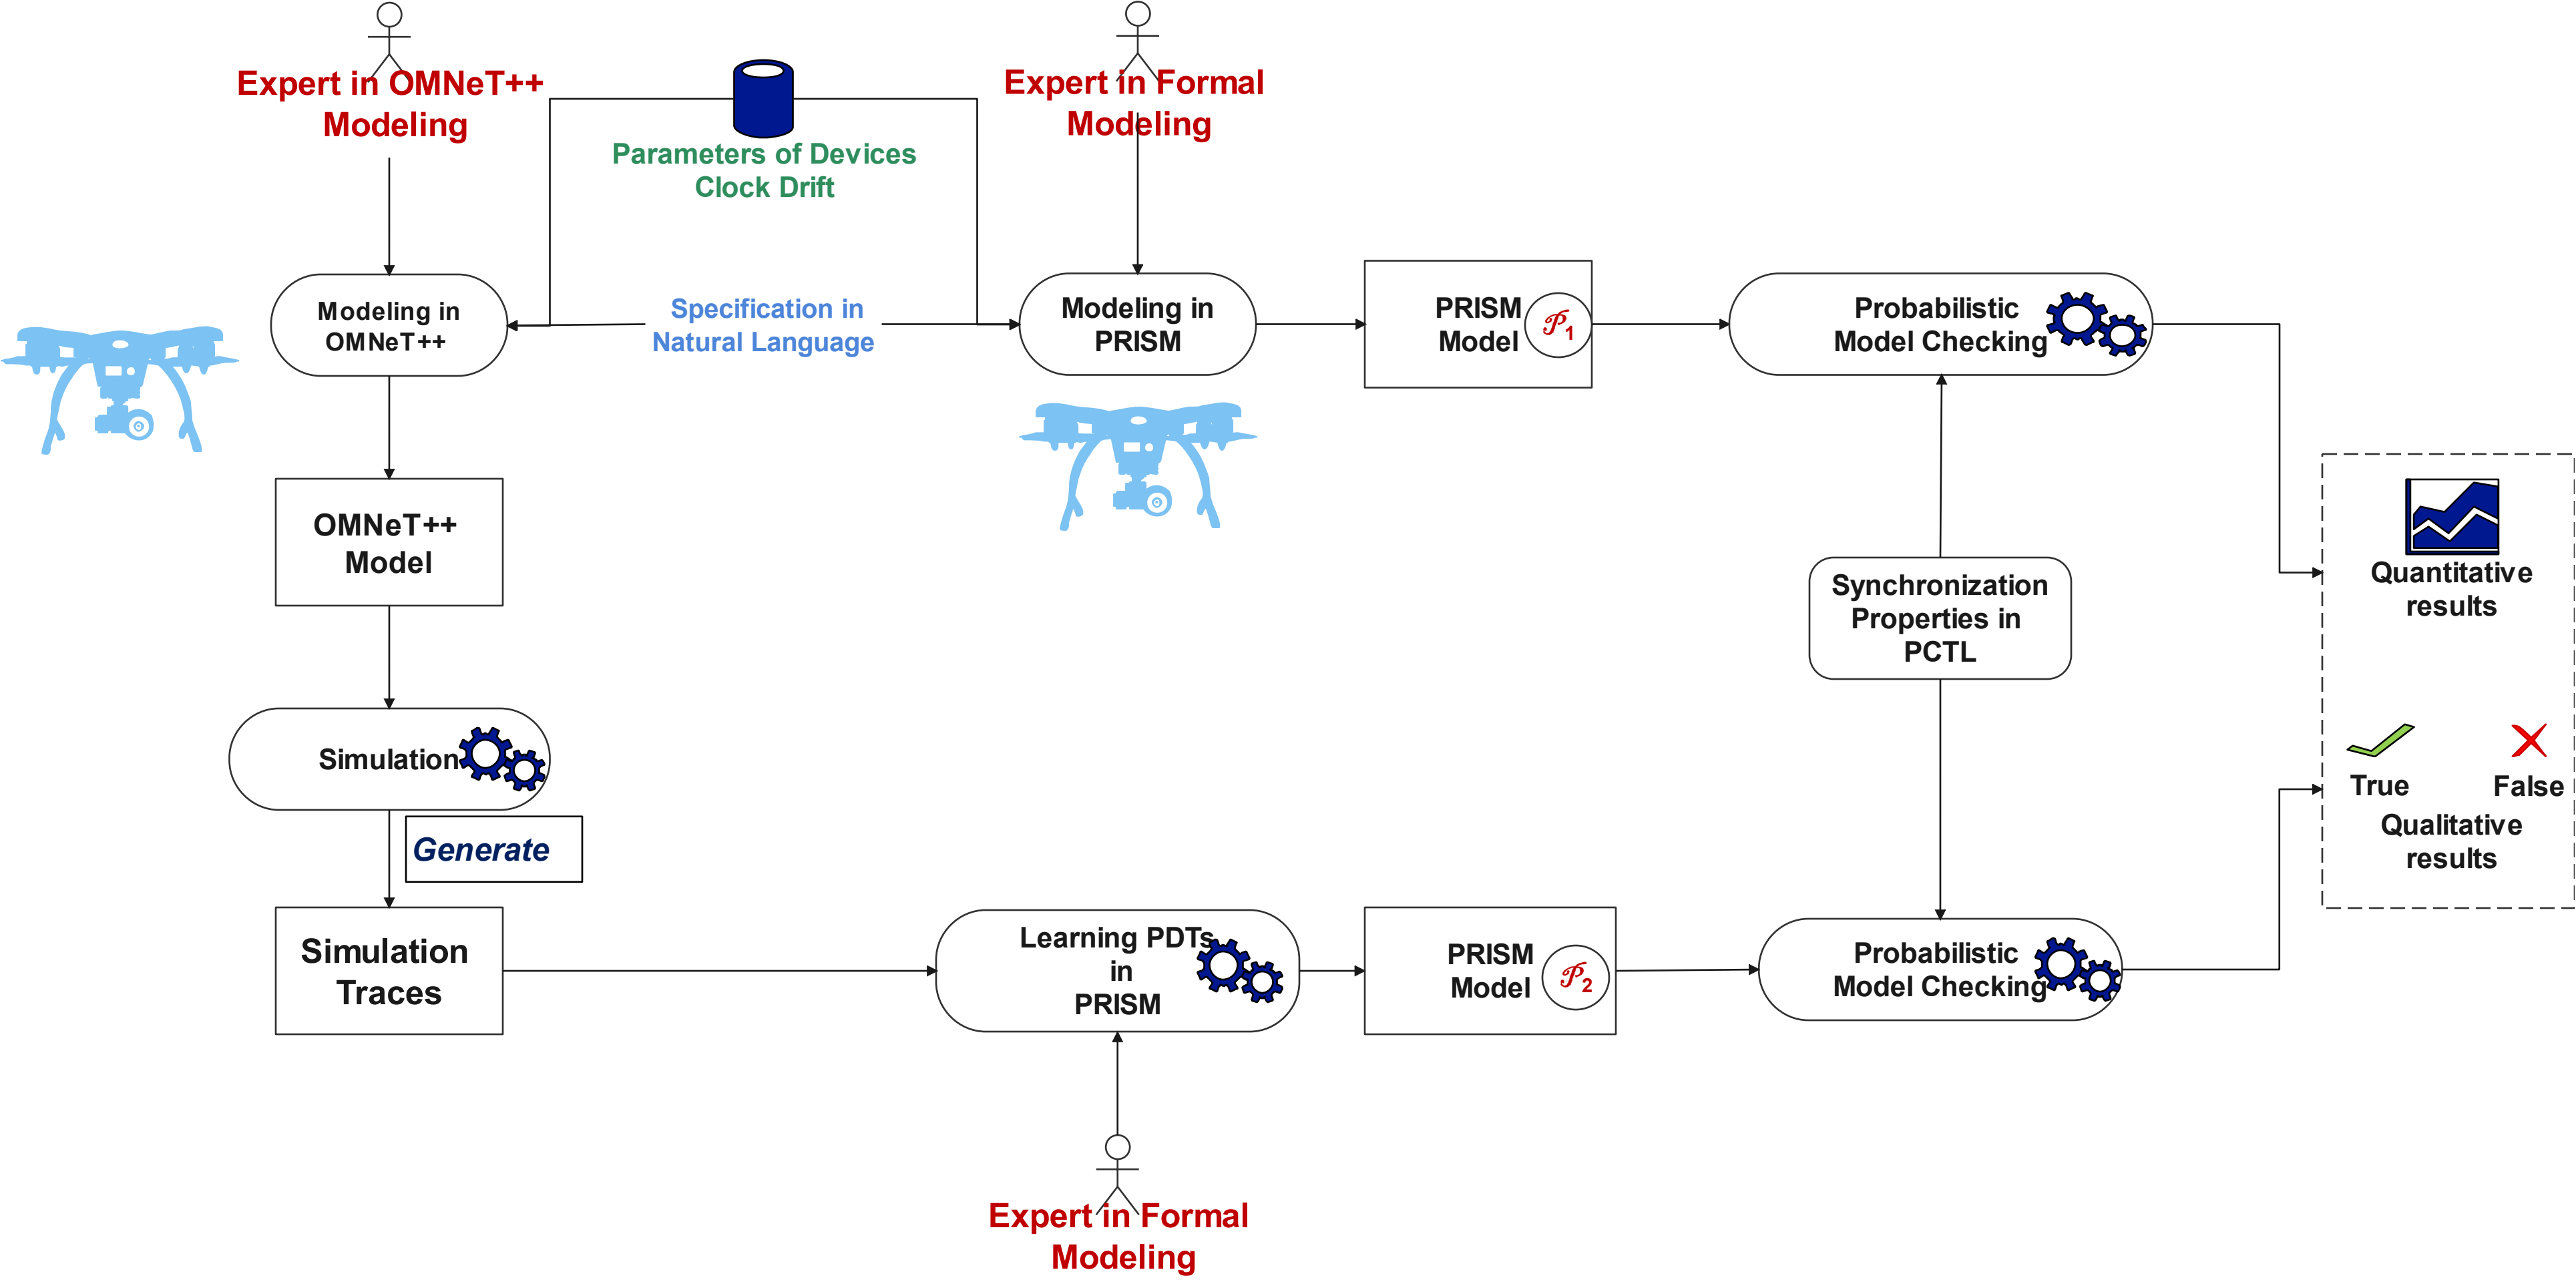 Expert in OMNeT++
Modeling
Expert in Formal
Modeling
Parameters of Devices
Clock Drift
Modeling in
OMNeT++
Specification in
Natural Language
Modeling in
PRISM
PRISM
Model
𝒫1
Probabilistic
Model Checking
OMNeT++
Model
Quantitative
results
Synchronization
Properties in
PCTL
Simulation
True
False
Qualitative
results
Generate
Simulation
Traces
Learning PDTs
in
PRISM
PRISM
Model
𝒫2
Probabilistic
Model Checking
Expert in Formal
Modeling